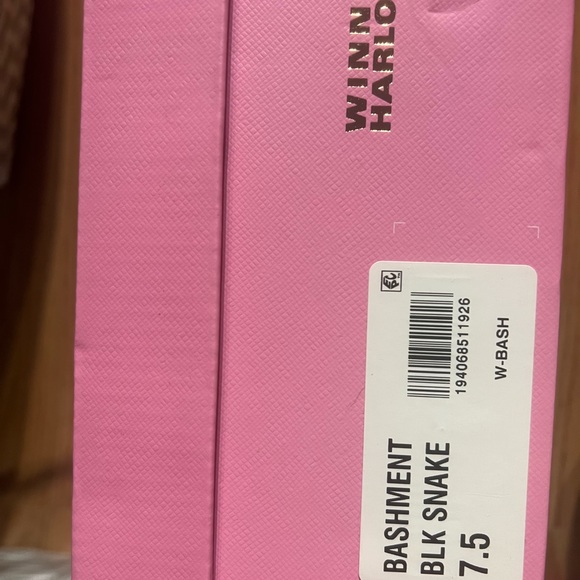 WINN
HARLO
194068511926
W-BASH
BASHMENT
BLK SNAKE
7.5